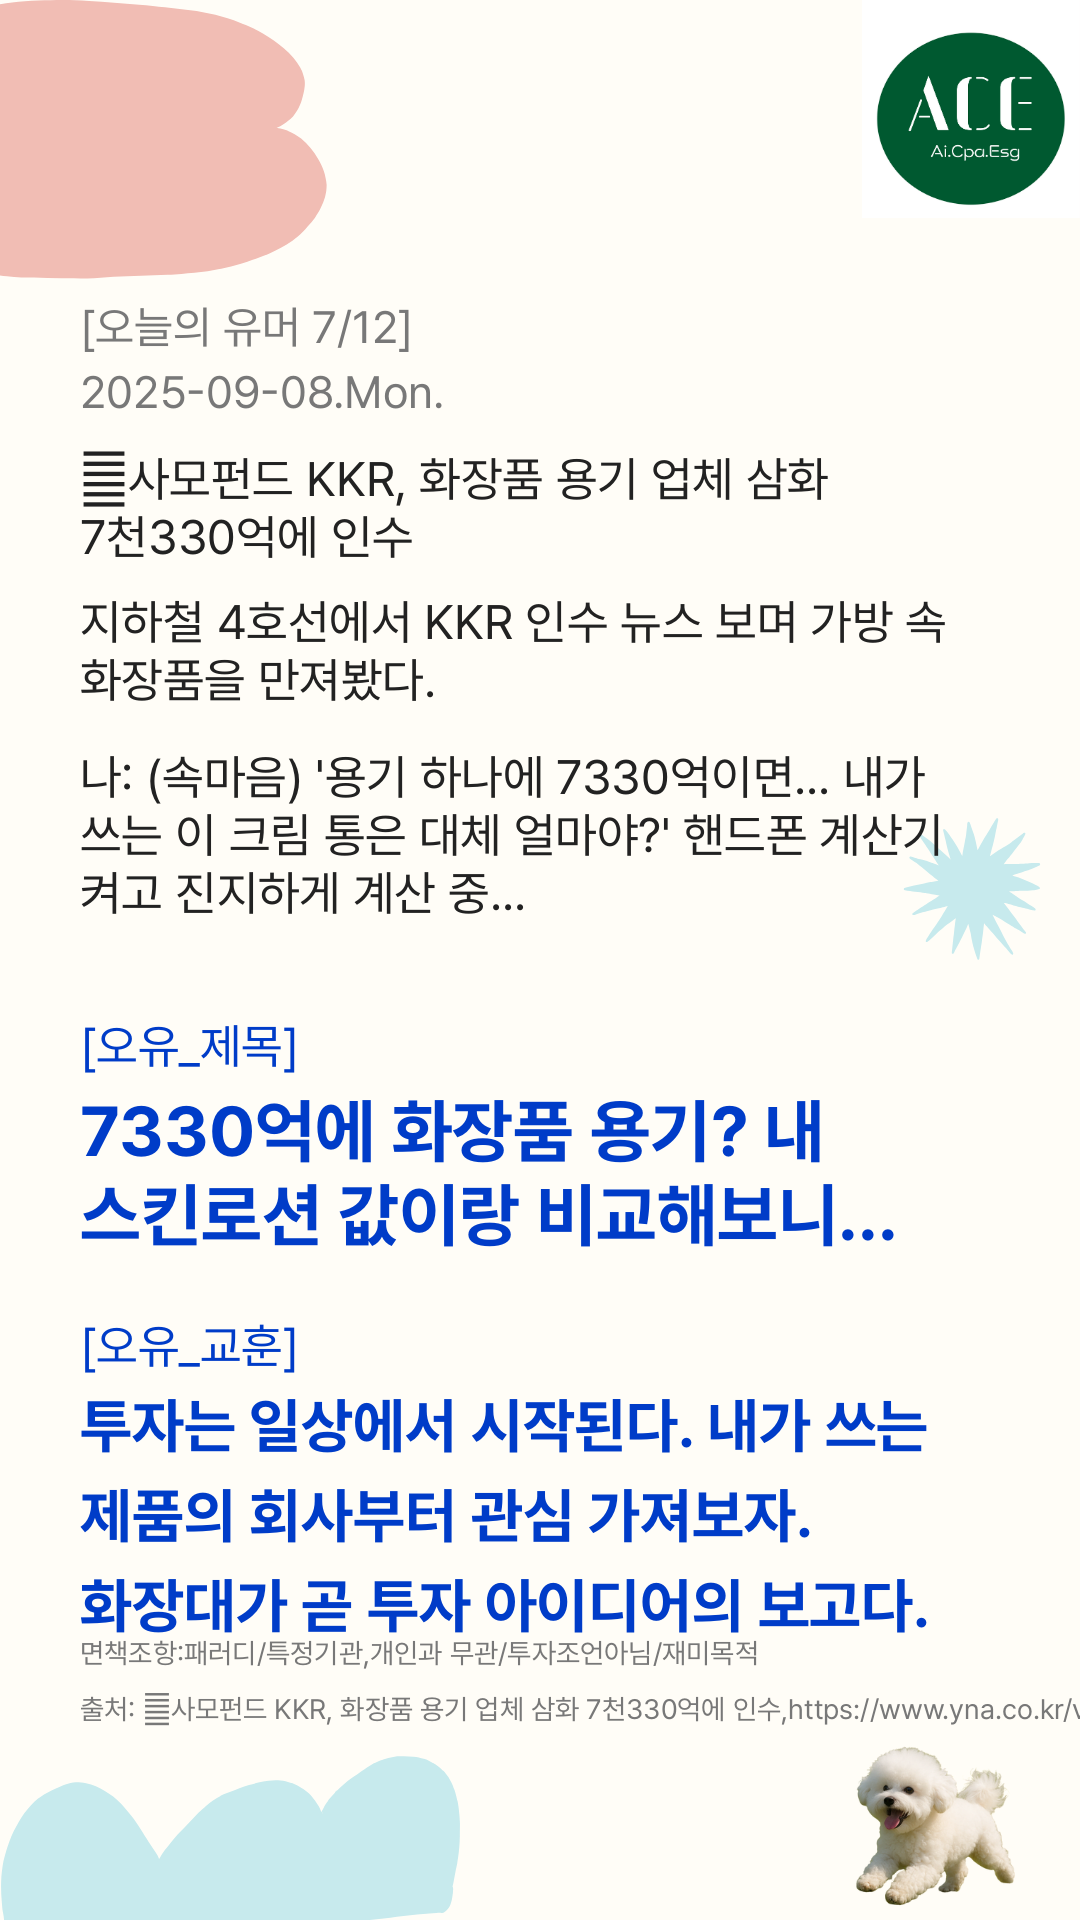 ACE
Ai.Cpa.Esg
[오늘의 유머 7/12]
2025-09-08.Mon.
사모펀드 KKR, 화장품 용기 업체 삼화
7천330억에 인수
지하철 4호선에서 KKR 인수 뉴스 보며 가방 속
화장품을 만져봤다.
나: (속마음) '용기 하나에 7330억이면... 내가
쓰는 이 크림 통은 대체 얼마야?' 핸드폰 계산기
켜고 진지하게 계산 중...
[오유_제목]
7330억에 화장품 용기? 내
스킨로션 값이랑 비교해보니...
[오유_교훈]
투자는 일상에서 시작된다. 내가 쓰는
제품의 회사부터 관심 가져보자.
화장대가 곧 투자 아이디어의 보고다.
면책조항:패러디/특정기관,개인과 무관/투자조언아님/재미목적
출처: 사모펀드 KKR, 화장품 용기 업체 삼화 7천330억에 인수,https://www.yna.co.kr/v